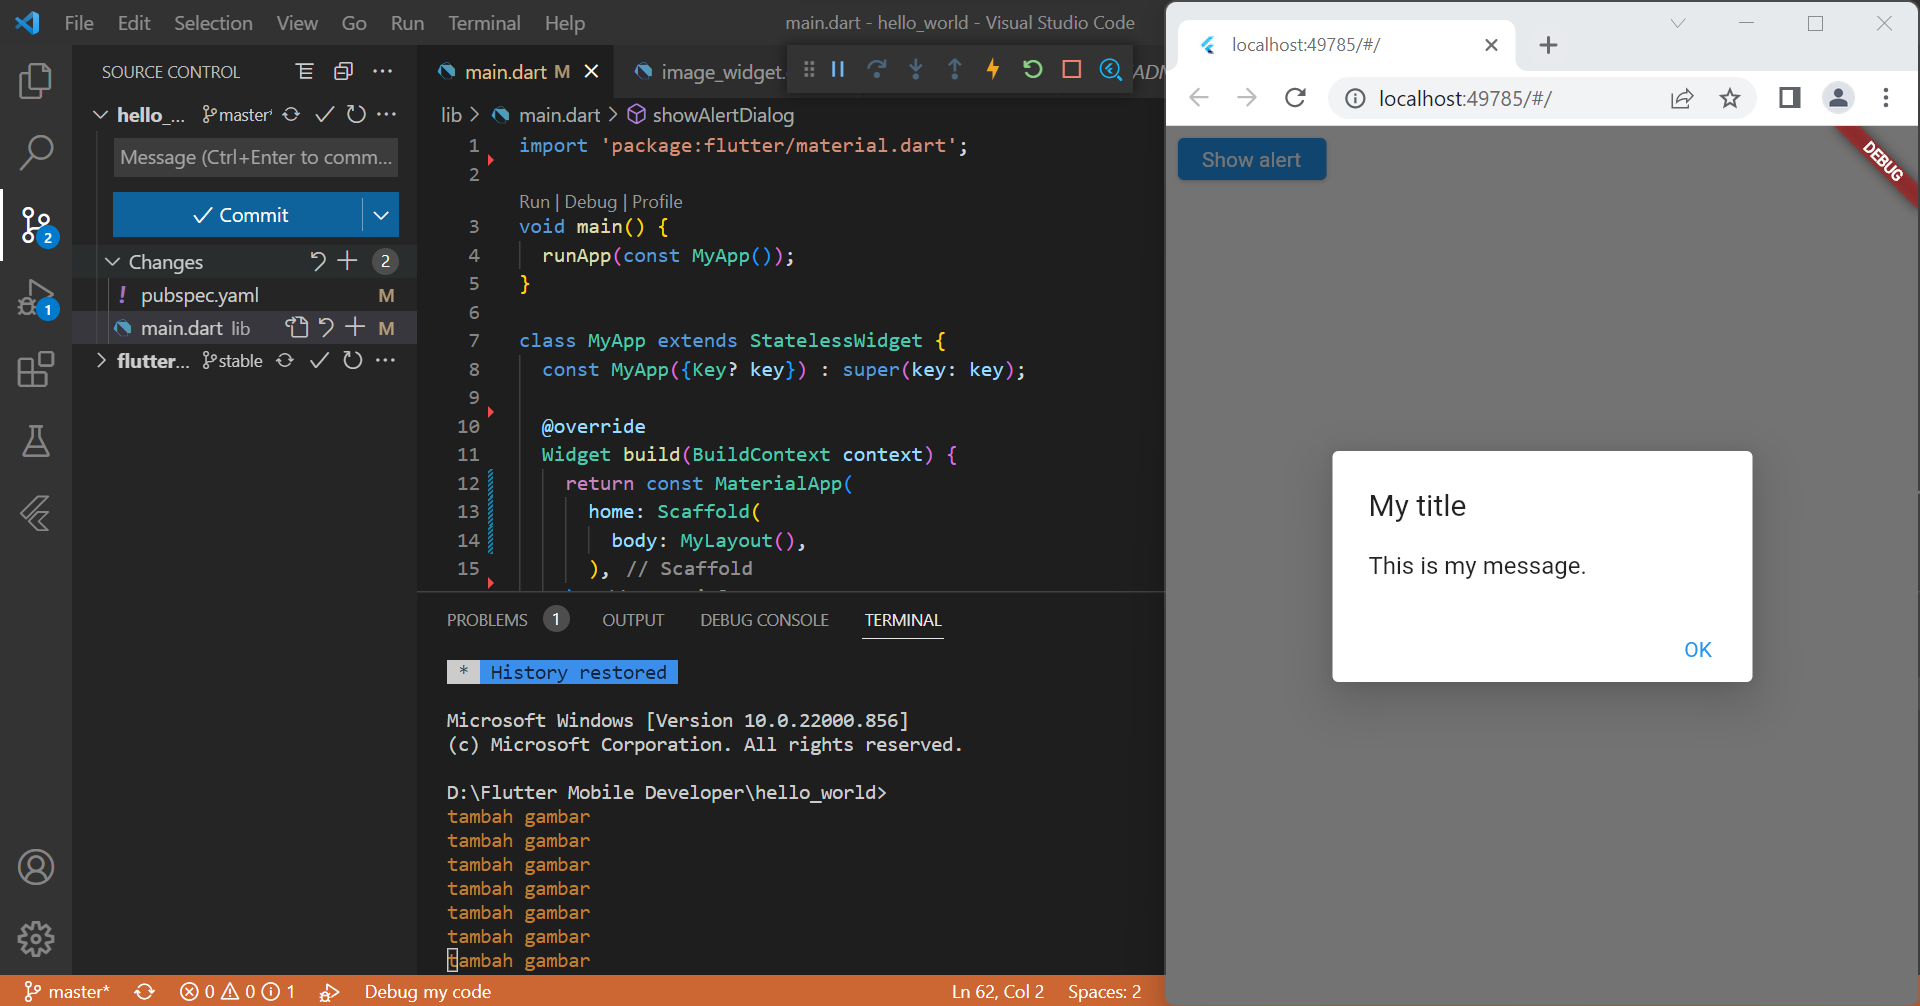 File Edit Selection View Go Run Terminal Help
main.dart - hello_world - Visual Studio Code
SOURCE CONTROL
hello_... master*
Message (Ctrl+Enter to comm...
Commit
Changes 2
pubspec.yaml M
main.dart lib M
flutter... stable
2
1
main.dart M
image_widget.
lib > main.dart > showAlertDialog
1 import 'package:flutter/material.dart';
2
Run | Debug | Profile
3 void main() {
4 runApp(const MyApp());
5 }
6
7 class MyApp extends StatelessWidget {
8 const MyApp({Key? key}) : super(key: key);
9
10 @override
11 Widget build(BuildContext context) {
12 return const MaterialApp(
13 home: Scaffold(
14 body: MyLayout(),
15 ), // Scaffold
PROBLEMS 1 OUTPUT DEBUG CONSOLE TERMINAL
* History restored
Microsoft Windows [Version 10.0.22000.856]
(c) Microsoft Corporation. All rights reserved.
D:\Flutter Mobile Developer\hello_world>
tambah gambar
tambah gambar
tambah gambar
tambah gambar
tambah gambar
tambah gambar
tambah gambar
master* 0 0 1 Debug my code Ln 62, Col 2 Spaces: 2
localhost:49785/#/
localhost:49785/#/
Show alert
DEBUG
My title
This is my message.
OK